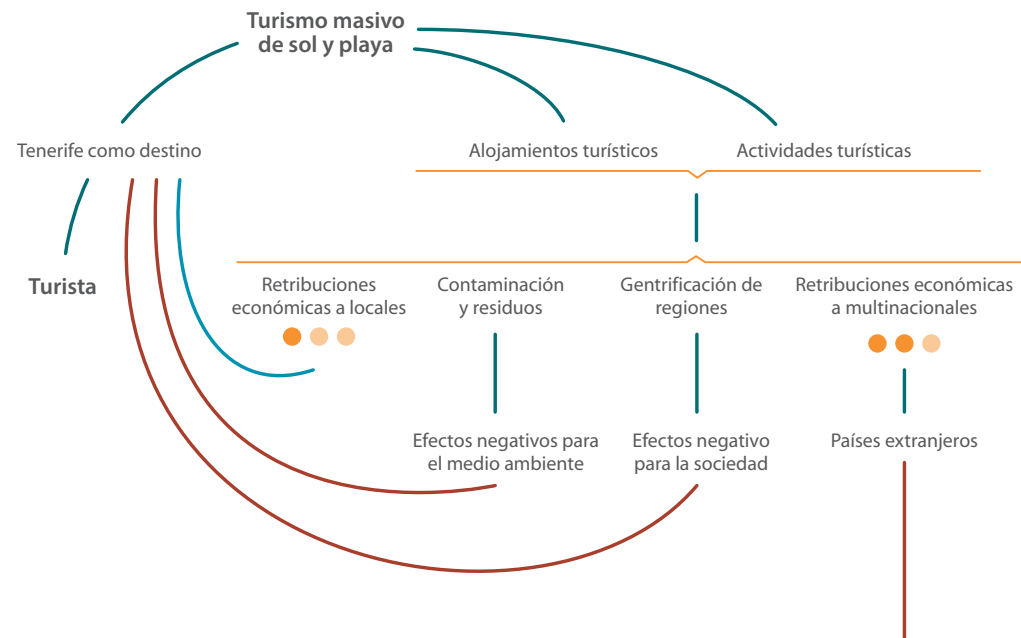 Turismo masivo
de sol y playa
Tenerife como destino
Alojamientos turísticos
Actividades turísticas
Turista
Retribuciones
económicas a locales
Contaminación
y residuos
Gentrificación de
regiones
Retribuciones económicas
a multinacionales
Efectos negativos para
el medio ambiente
Efectos negativo
para la sociedad
Países extranjeros